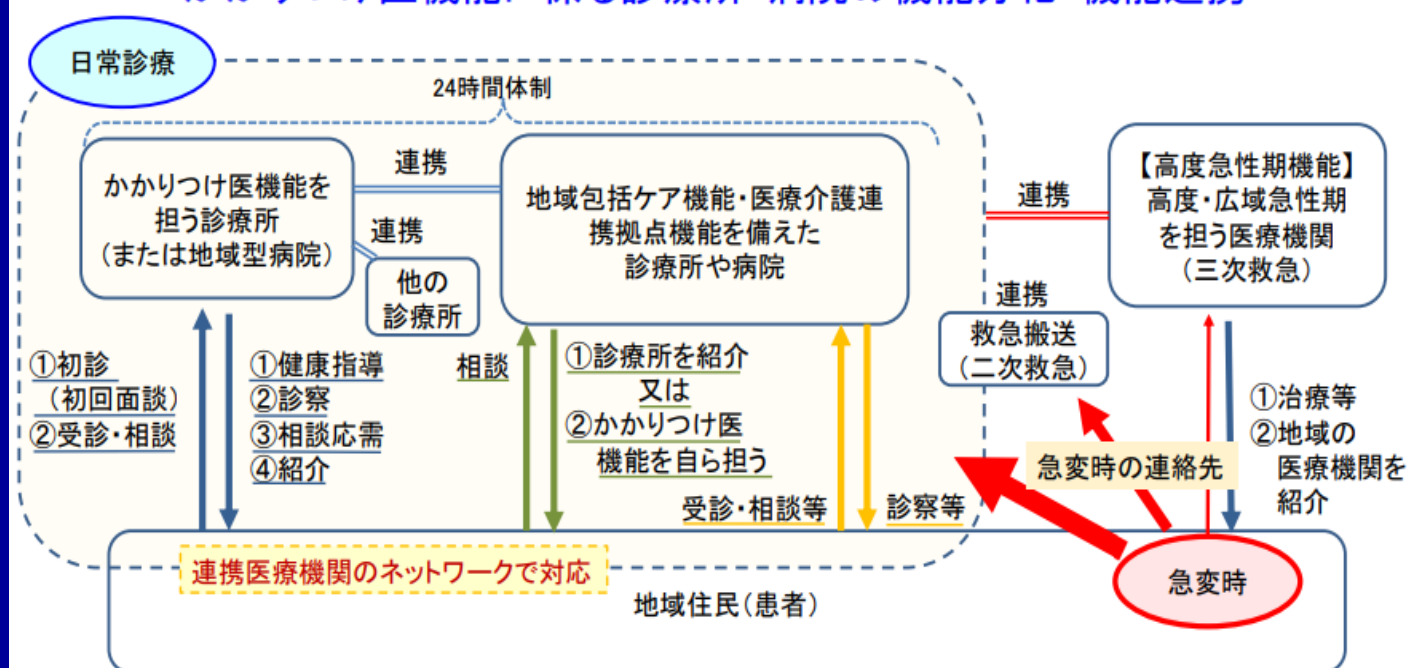 日常診療
24時間体制
かかりつけ医機能を
担う診療所
（または地域型病院）
連携
連携
他の
診療所
地域包括ケア機能・医療介護連
携拠点機能を備えた
診療所や病院
連携
【高度急性期機能】
高度・広域急性期
を担う医療機関
（三次救急）
連携
救急搬送
（二次救急）
①初診
（初回面談）
②受診・相談
①健康指導
②診察
③相談応需
④紹介
相談
①診療所を紹介
又は
②かかりつけ医
機能を自ら担う
受診・相談等
診察等
急変時の連絡先
①治療等
②地域の
医療機関を
紹介
連携医療機関のネットワークで対応
地域住民（患者）
急変時